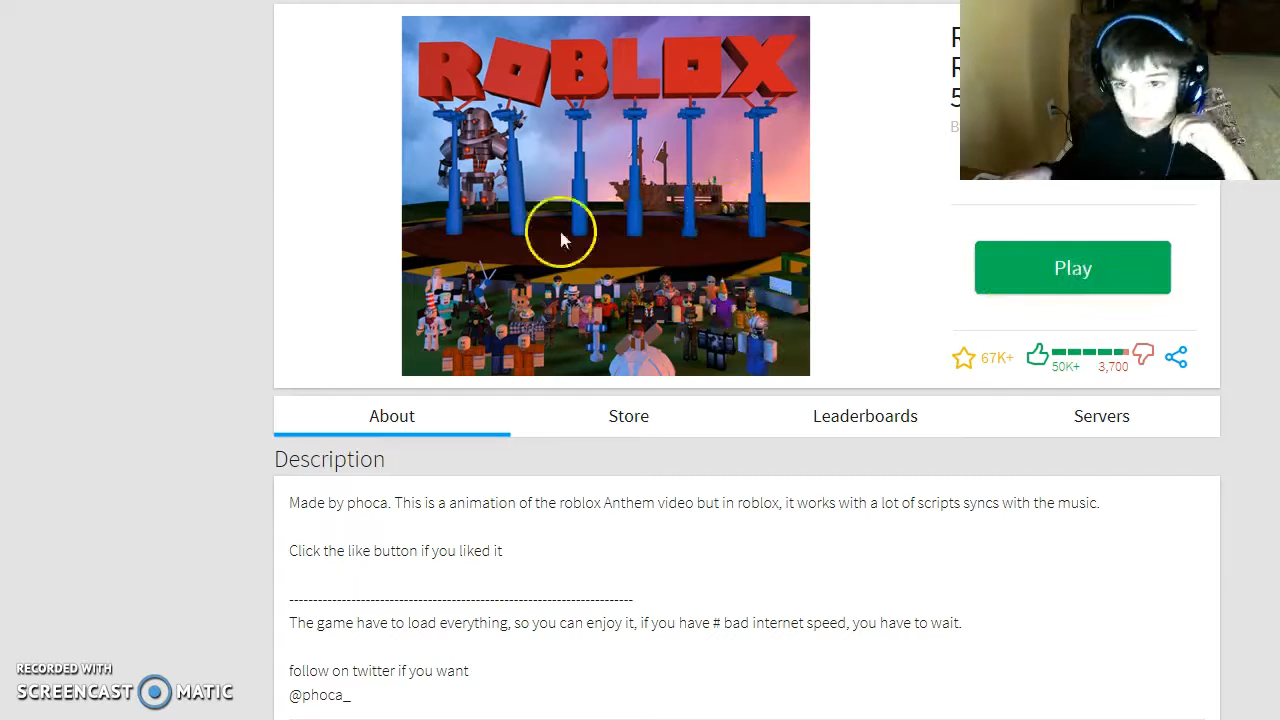 ROBLOX
R
R
5
B
Play
67K+
50K+
3,700
About
Store
Leaderboards
Servers
Description
Made by phoca. This is a animation of the roblox Anthem video but in roblox, it works with a lot of scripts syncs with the music.
Click the like button if you liked it
-----------------------------------------------------------------------
The game have to load everything, so you can enjoy it, if you have # bad internet speed, you have to wait.
follow on twitter if you want
@phoca_
RECORDED WITH
SCREENCAST MATIC